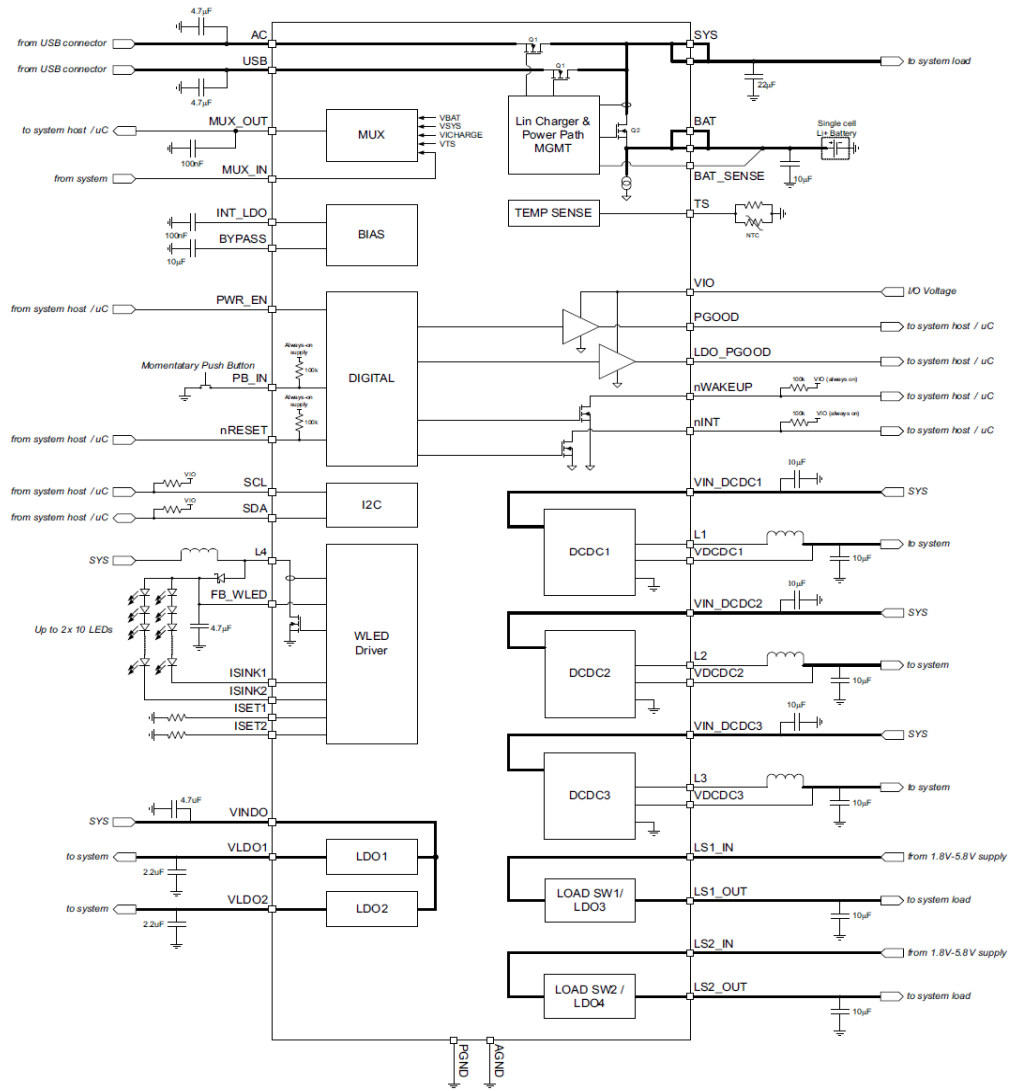 4.7µF
from USB connector
AC
Q1
SYS
to system load
22µF
from USB connector
USB
Q1
4.7µF
to system host / uC
MUX_OUT
100nF
MUX
VBAT
VSYS
VICHARGE
VTS
from system
MUX_IN
Lin Charger &
Power Path
MGMT
Q2
BAT
Single cell
Li+ Battery
10µF
BAT_SENSE
INT_LDO
100nF
BYPASS
10µF
BIAS
TEMP SENSE
TS
NTC
from system host / uC
PWR_EN
VIO
I/O Voltage
PGOOD
to system host / uC
LDO_PGOOD
to system host / uC
Always-on
supply
100k
Momentatary Push Button
PB_IN
DIGITAL
Always-on
supply
100k
from system host / uC
nRESET
nWAKEUP
100k
VIO (always on)
to system host / uC
nINT
100k
VIO (always on)
to system host / uC
VIO
from system host / uC
SCL
VIO
from system host / uC
SDA
I2C
10µF
VIN_DCDC1
SYS
DCDC1
L1
to system
VDCDC1
10µF
SYS
L4
FB_WLED
4.7µF
Up to 2x 10 LEDs
WLED
Driver
ISINK1
ISINK2
ISET1
ISET2
10µF
VIN_DCDC2
SYS
DCDC2
L2
to system
VDCDC2
10µF
10µF
VIN_DCDC3
SYS
DCDC3
L3
to system
VDCDC3
10µF
4.7uF
SYS
VINDO
to system
VLDO1
2.2uF
LDO1
to system
VLDO2
2.2uF
LDO2
LS1_IN
from 1.8V-5.8V supply
LOAD SW1/
LDO3
LS1_OUT
to system load
10µF
LS2_IN
from 1.8V-5.8V supply
LOAD SW2 /
LDO4
LS2_OUT
to system load
10µF
PGND
AGND